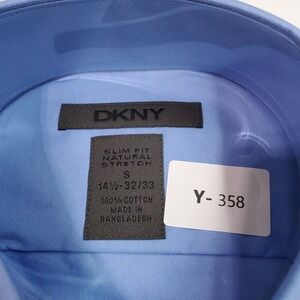 DKNY
SLIM FIT
NATURAL
STRETCH
S
14½-32/33
100% COTTON
MADE IN
BANGLADESH
Y- 358